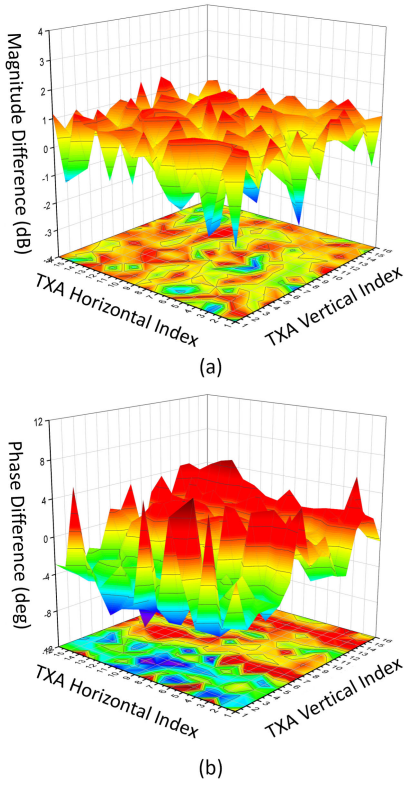 4
3
2
1
0
-1
-2
-3
-4
Magnitude Difference (dB)
TXA Horizontal Index
TXA Vertical Index
(a)
12
8
4
0
-4
-8
Phase Difference (deg)
TXA Horizontal Index
TXA Vertical Index
(b)